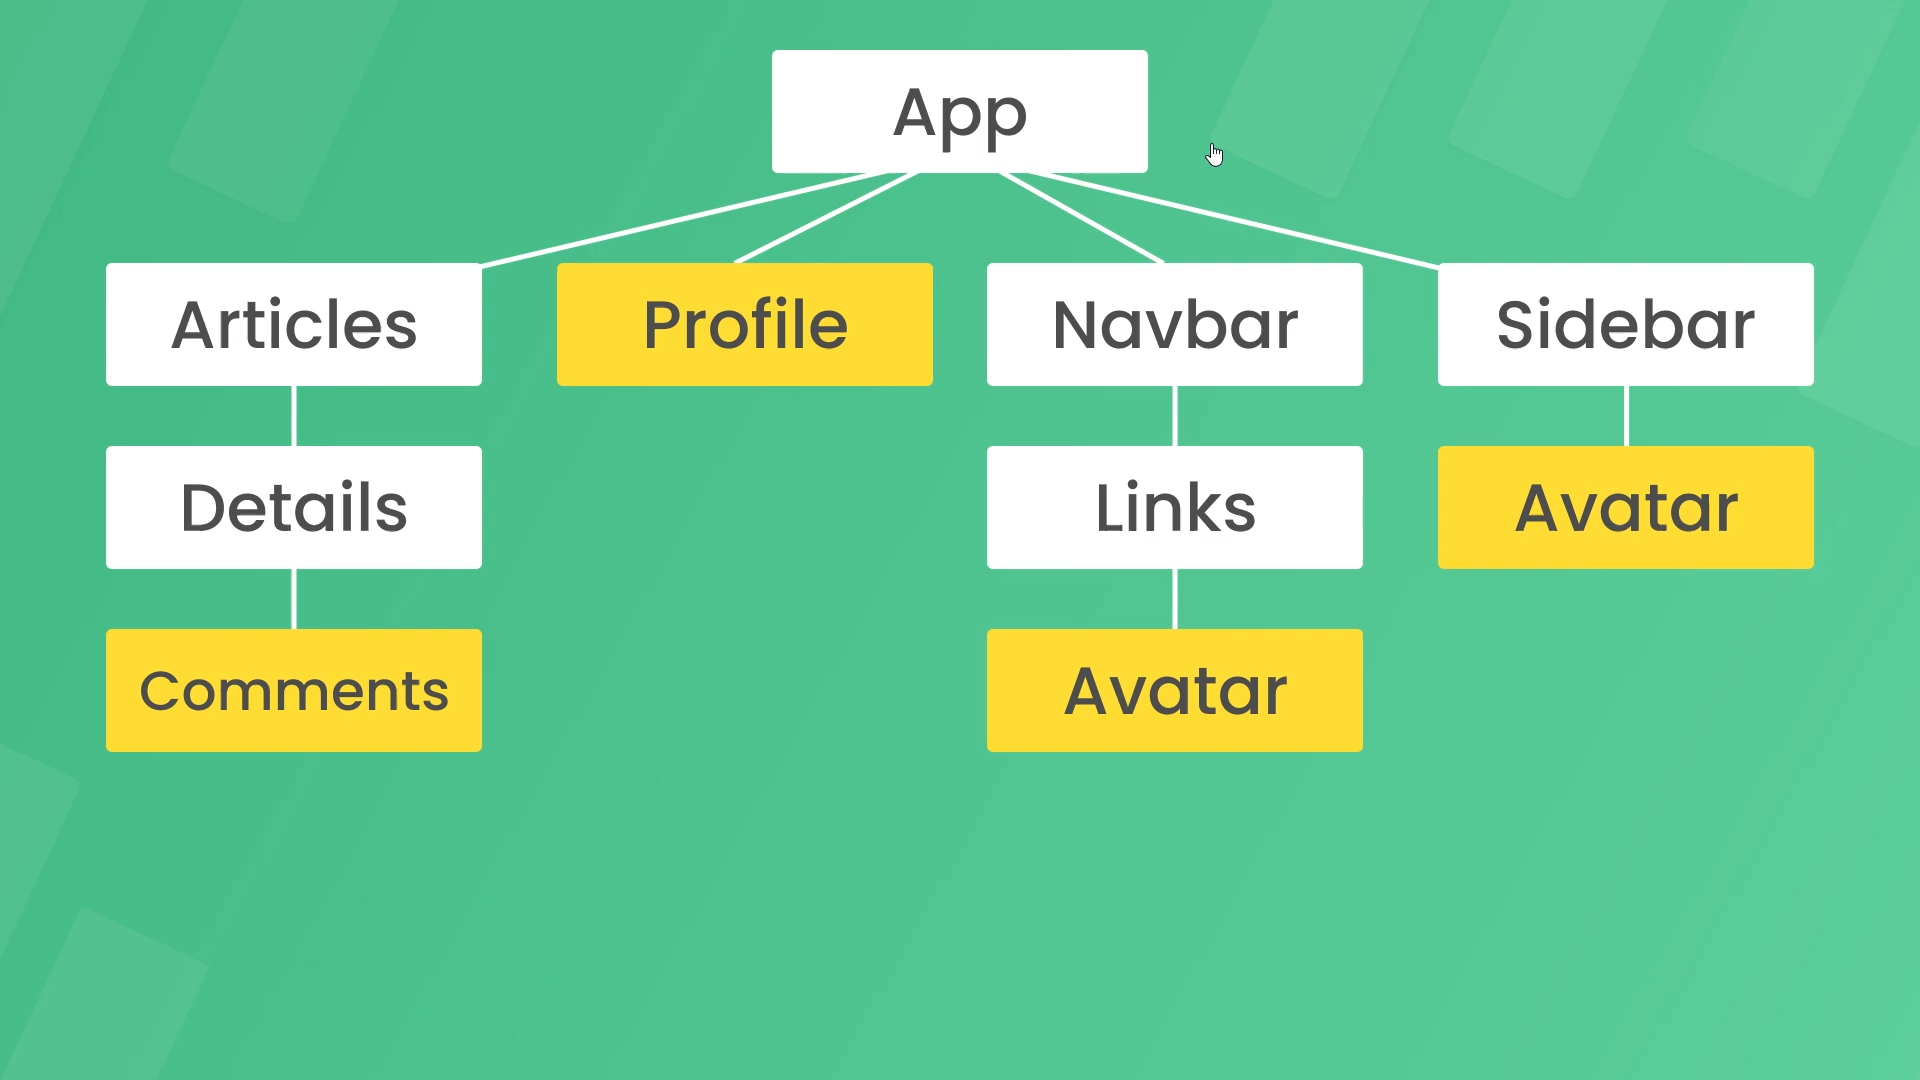 App
Articles
Profile
Navbar
Sidebar
Details
Links
Avatar
Comments
Avatar